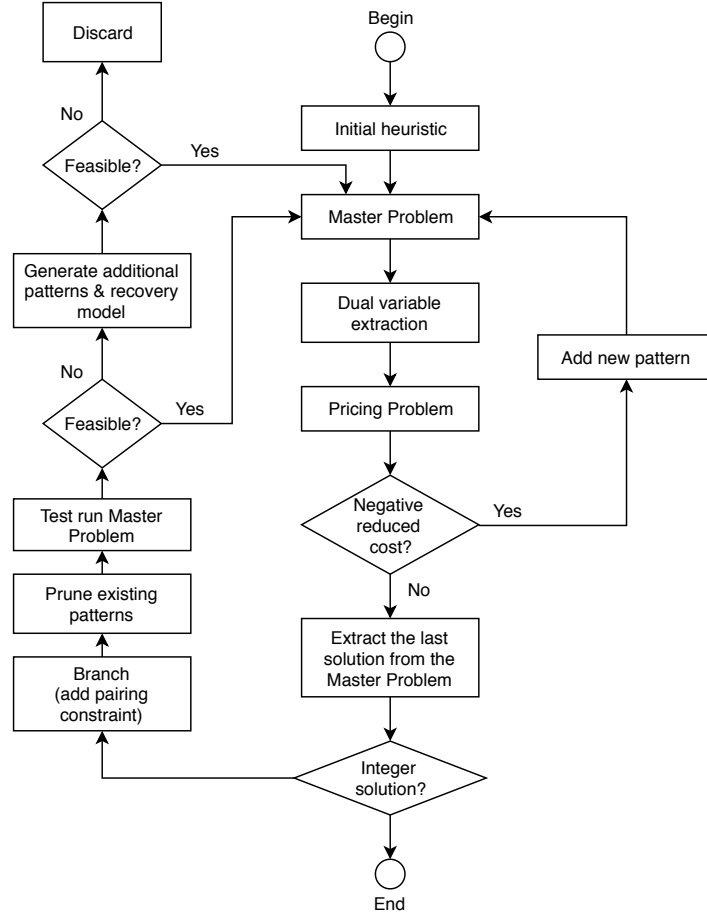 Begin
Initial heuristic
Master Problem
Dual variable
extraction
Pricing Problem
Negative
reduced
cost?
Yes
Add new pattern
No
Extract the last
solution from the
Master Problem
Integer
solution?
End
Branch
(add pairing
constraint)
Prune existing
patterns
Test run Master
Problem
Feasible?
Yes
No
Generate additional
patterns & recovery
model
Feasible?
Yes
No
Discard